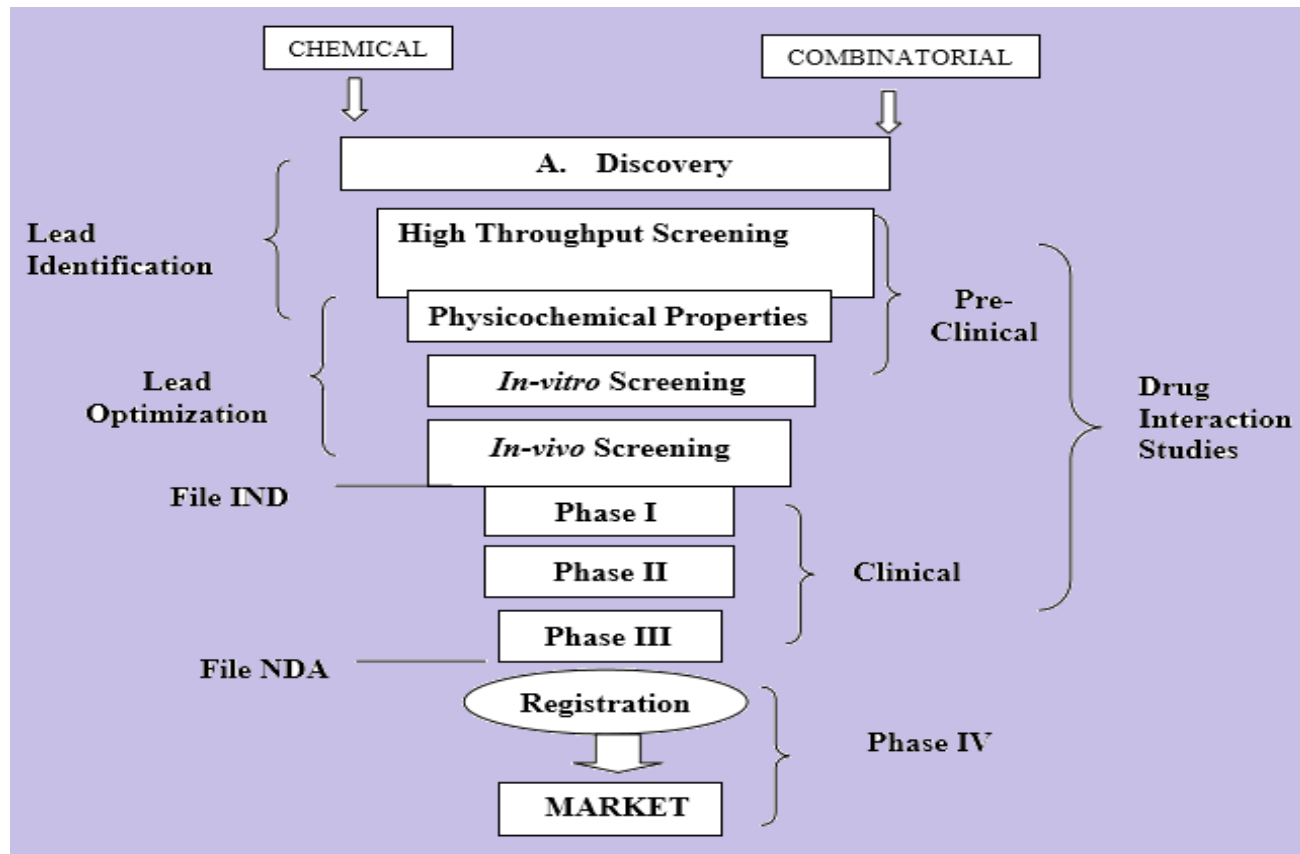 CHEMICAL
COMBINATORIAL
A. Discovery
Lead
Identification
High Throughput Screening
Physicochemical Properties
Pre-
Clinical
Lead
Optimization
In-vitro Screening
Drug
Interaction
Studies
In-vivo Screening
File IND
Phase I
Phase II
Clinical
Phase III
File NDA
Registration
Phase IV
MARKET